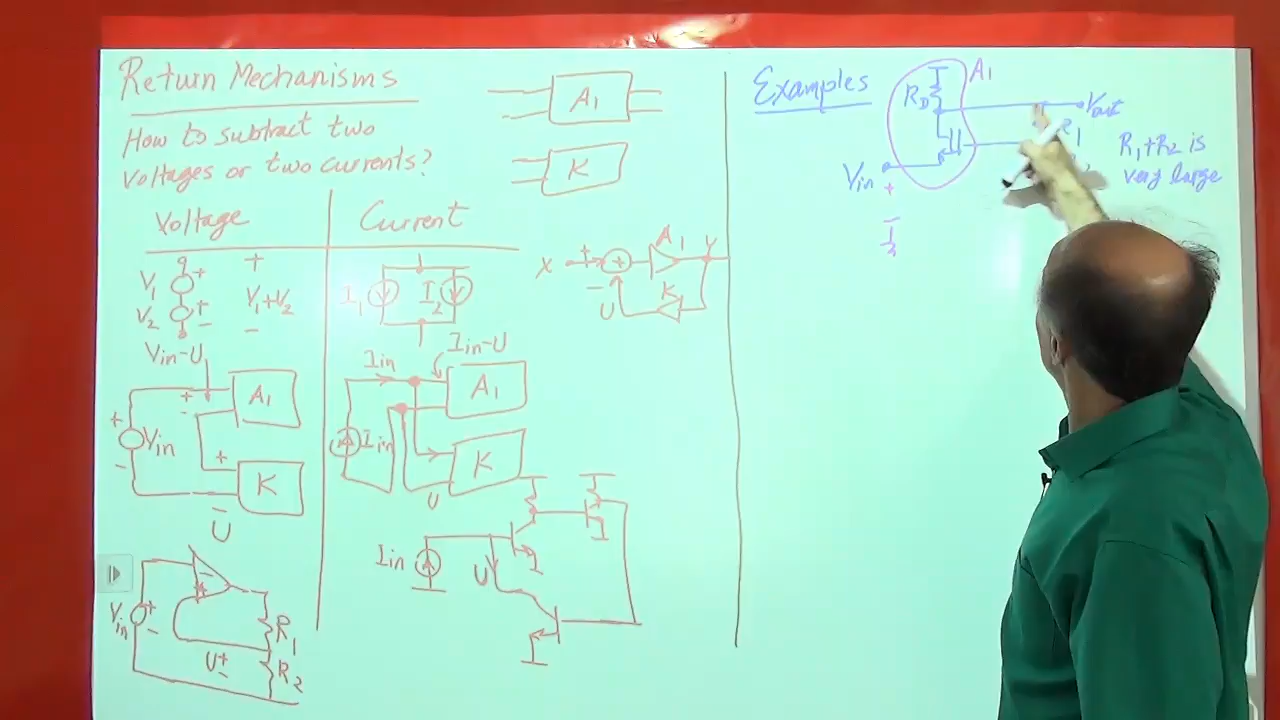 Return Mechanisms
How to subtract two
voltages or two currents?
A1
K
Voltage
Current
V1
+
V2
+
-
+
V1+V2
-
I1
I2
X
+
+
-
U
A1
Y
K
Vin-U
+
-
A1
+
Vin
-
+
K
-
U
Iin
Iin-U
A1
Iin
K
U
Vin
+
-
-
+
R1
U
+
-
R2
Iin
U
Examples
A1
RD
Vout
R1
Vin
+
-
R1+R2 is
very large